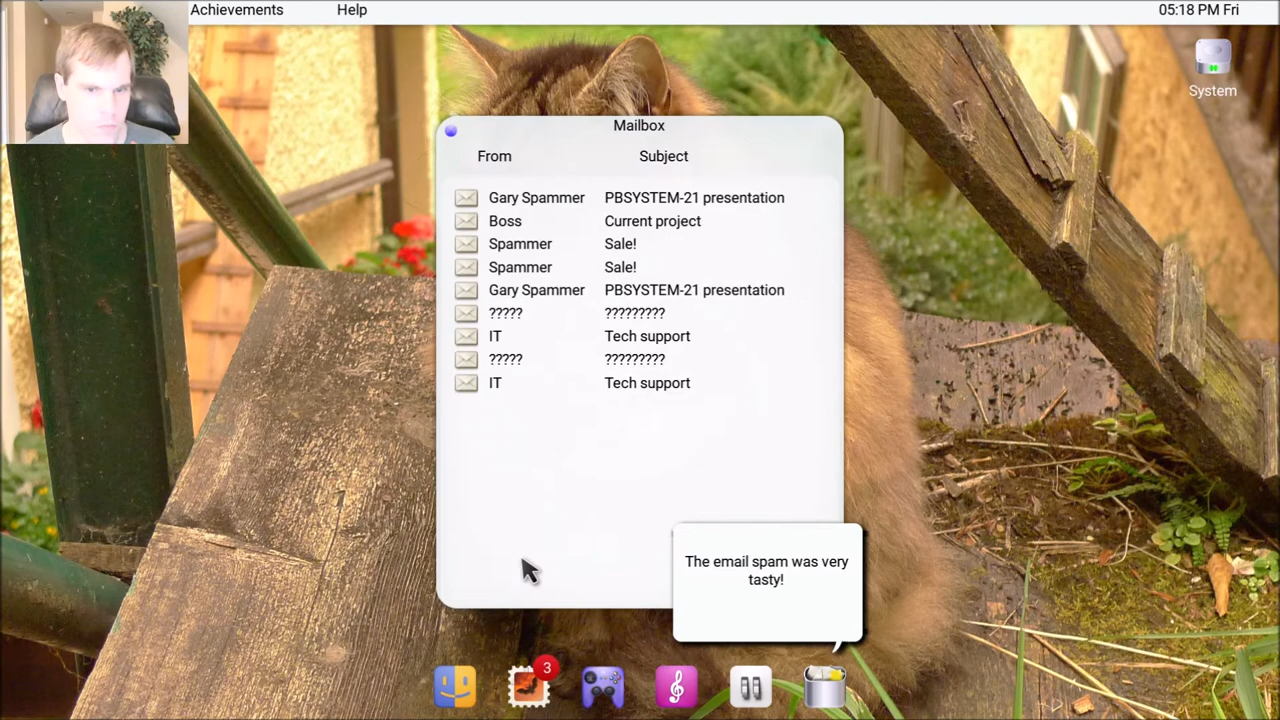 Achievements Help 05:18 PM Fri
System
Mailbox
From Subject
Gary Spammer PBSYSTEM-21 presentation
Boss Current project
Spammer Sale!
Spammer Sale!
Gary Spammer PBSYSTEM-21 presentation
????? ?????????
IT Tech support
????? ?????????
IT Tech support
The email spam was very
tasty!
3